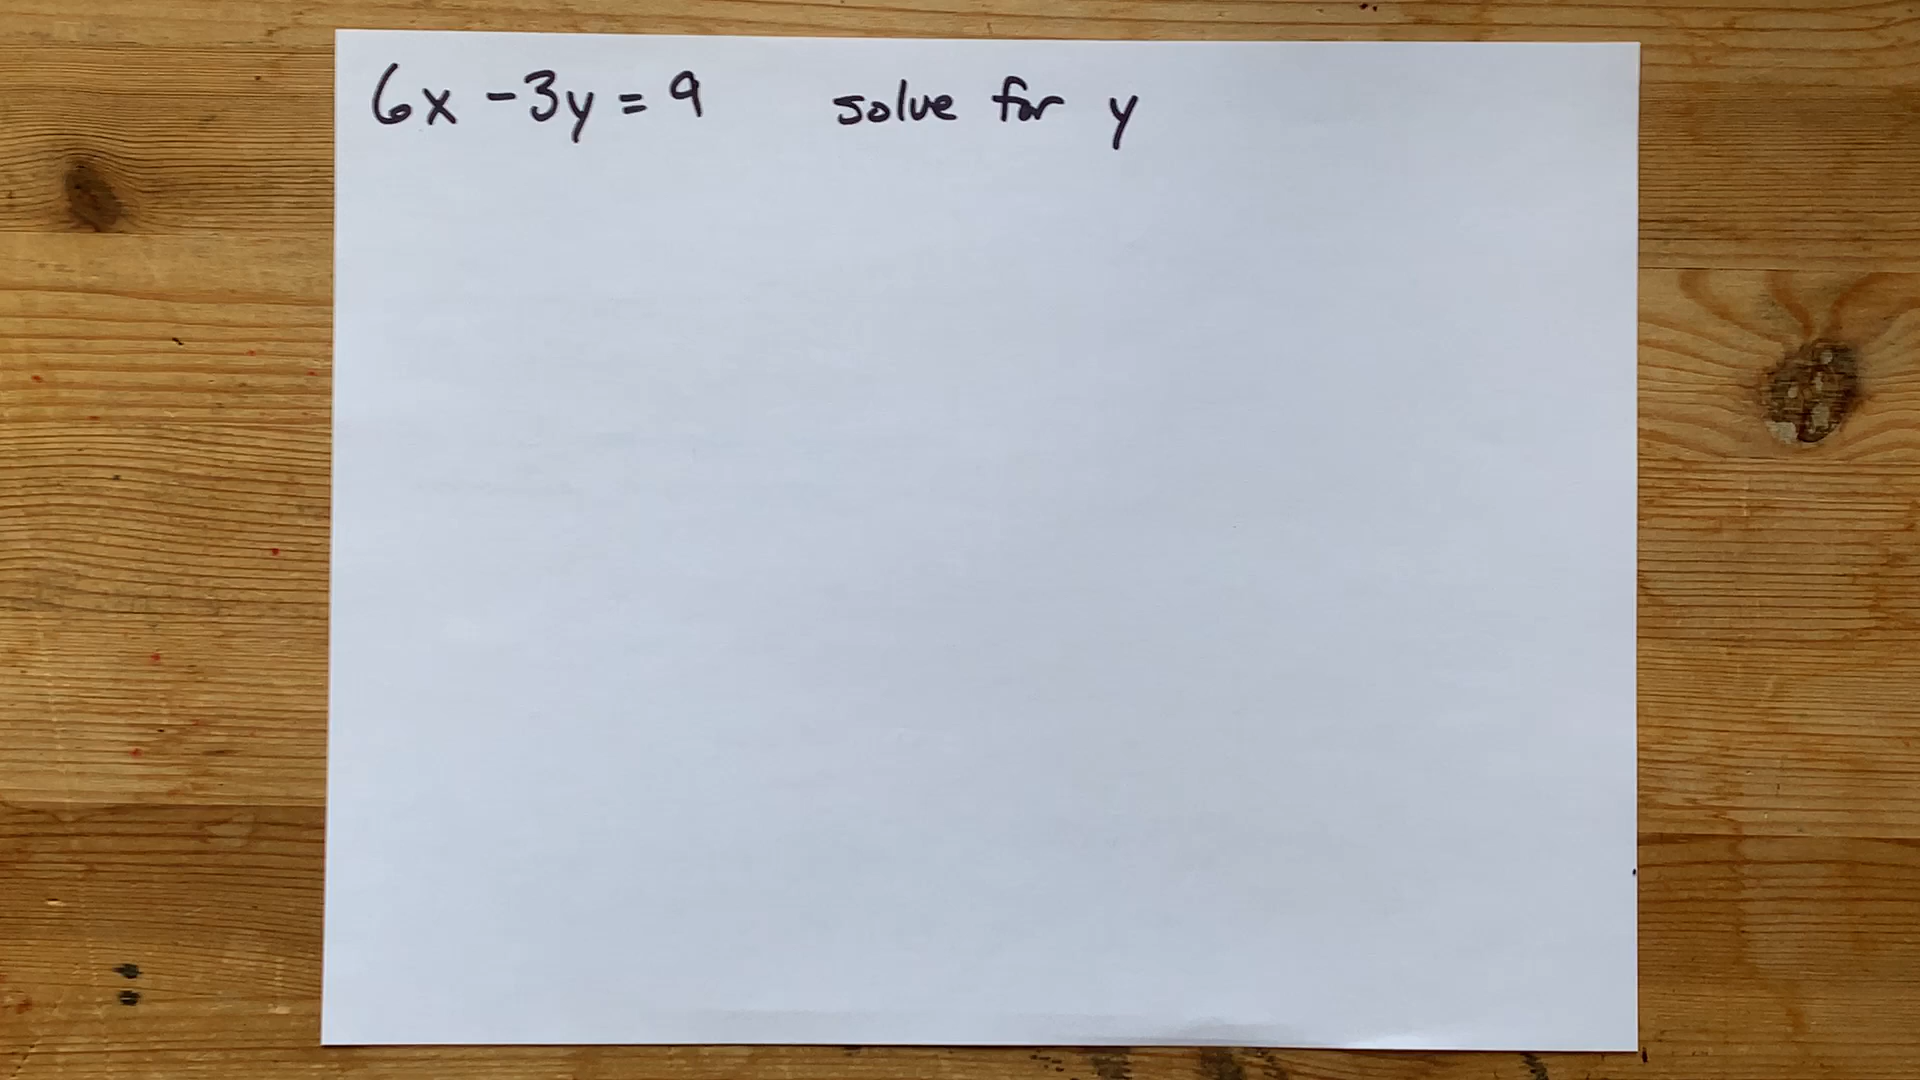 6x - 3y = 9 solve for y